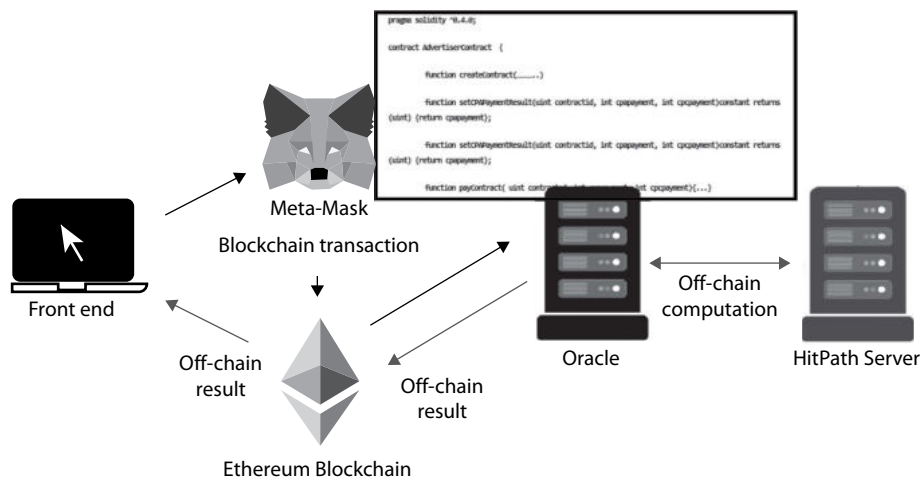 pragma solidity ^0.4.0;
contract AdvertiserContract {
function createContract(......)
function setCPAPaymentResult(uint contractid, int cpapayment, int cpcpayment)constant returns
(uint) {return cpapayment};
function setCPAPaymentResult(uint contractid, int cpapayment, int cpcpayment)constant returns
(uint) {return cpapayment};
function payContract( uint int cpcpayment){...}
Meta-Mask
Blockchain transaction
Front end
Off-chain
computation
Oracle
HitPath Server
Off-chain
result
Off-chain
result
Ethereum Blockchain